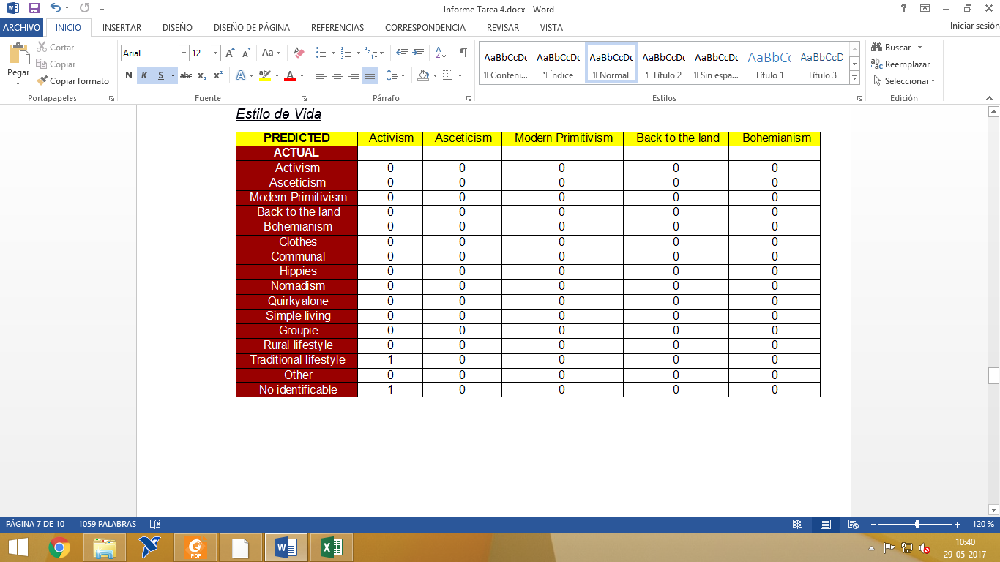 Informe Tarea 4.docx - Word
ARCHIVO INICIO INSERTAR DISEÑO DISEÑO DE PÁGINA REFERENCIAS CORRESPONDENCIA REVISAR VISTA Iniciar sesión
Pegar
Cortar
Copiar
Copiar formato
Portapapeles
Arial 12
N K S abc x₂ x²
Fuente
Párrafo
AaBbCcDc AaBbCcDc AaBbCcDc AaBbCcDc AaBbCcDc AaBbCc AaBbCcD
¶ Conteni... ¶ Índice ¶ Normal ¶ Título 2 ¶ Sin espa... Título 1 Título 3
Estilos
Buscar
Reemplazar
Seleccionar
Edición
Estilo de Vida
PREDICTED Activism Asceticism Modern Primitivism Back to the land Bohemianism
ACTUAL
Activism 0 0 0 0 0
Asceticism 0 0 0 0 0
Modern Primitivism 0 0 0 0 0
Back to the land 0 0 0 0 0
Bohemianism 0 0 0 0 0
Clothes 0 0 0 0 0
Communal 0 0 0 0 0
Hippies 0 0 0 0 0
Nomadism 0 0 0 0 0
Quirkyalone 0 0 0 0 0
Simple living 0 0 0 0 0
Groupie 0 0 0 0 0
Rural lifestyle 0 0 0 0 0
Traditional lifestyle 1 0 0 0 0
Other 0 0 0 0 0
No identificable 1 0 0 0 0
PÁGINA 7 DE 10 1059 PALABRAS 120 %
PDF
10:40
29-05-2017